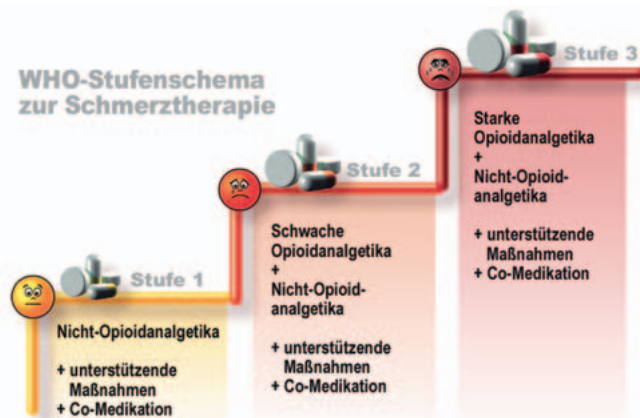 WHO-Stufenschema
zur Schmerztherapie
Stufe 1
Nicht-Opioidanalgetika
+ unterstützende
Maßnahmen
+ Co-Medikation
Stufe 2
Schwache
Opioidanalgetika
+
Nicht-Opioid-
analgetika
+ unterstützende
Maßnahmen
+ Co-Medikation
Stufe 3
Starke
Opioidanalgetika
+
Nicht-Opioid-
analgetika
+ unterstützende
Maßnahmen
+ Co-Medikation